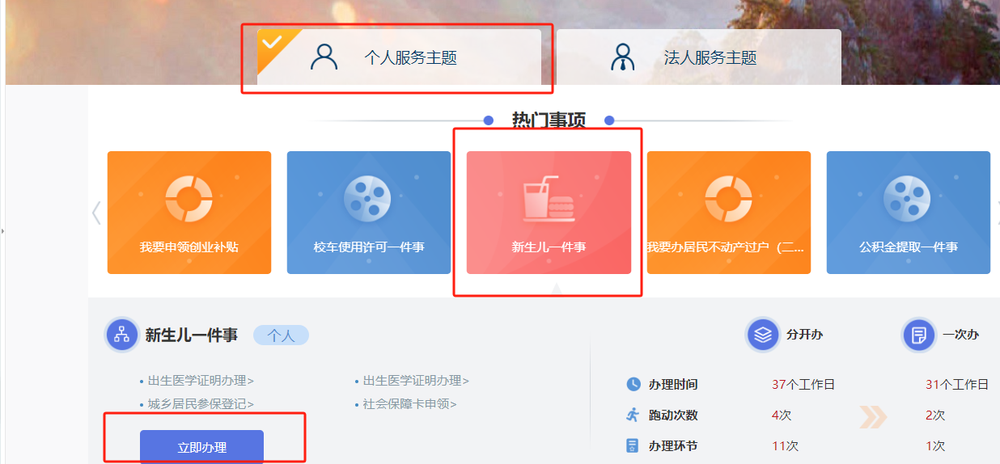 个人服务主题
法人服务主题
热门事项
我要申领创业补贴
校车使用许可一件事
新生儿一件事
我要办居民不动产过户（二...
公积金提取一件事
新生儿一件事
个人
出生医学证明办理>
出生医学证明办理>
城乡居民参保登记>
社会保障卡申领>
立即办理
分开办
一次办
办理时间
37个工作日
31个工作日
跑动次数
4次
2次
办理环节
11次
1次